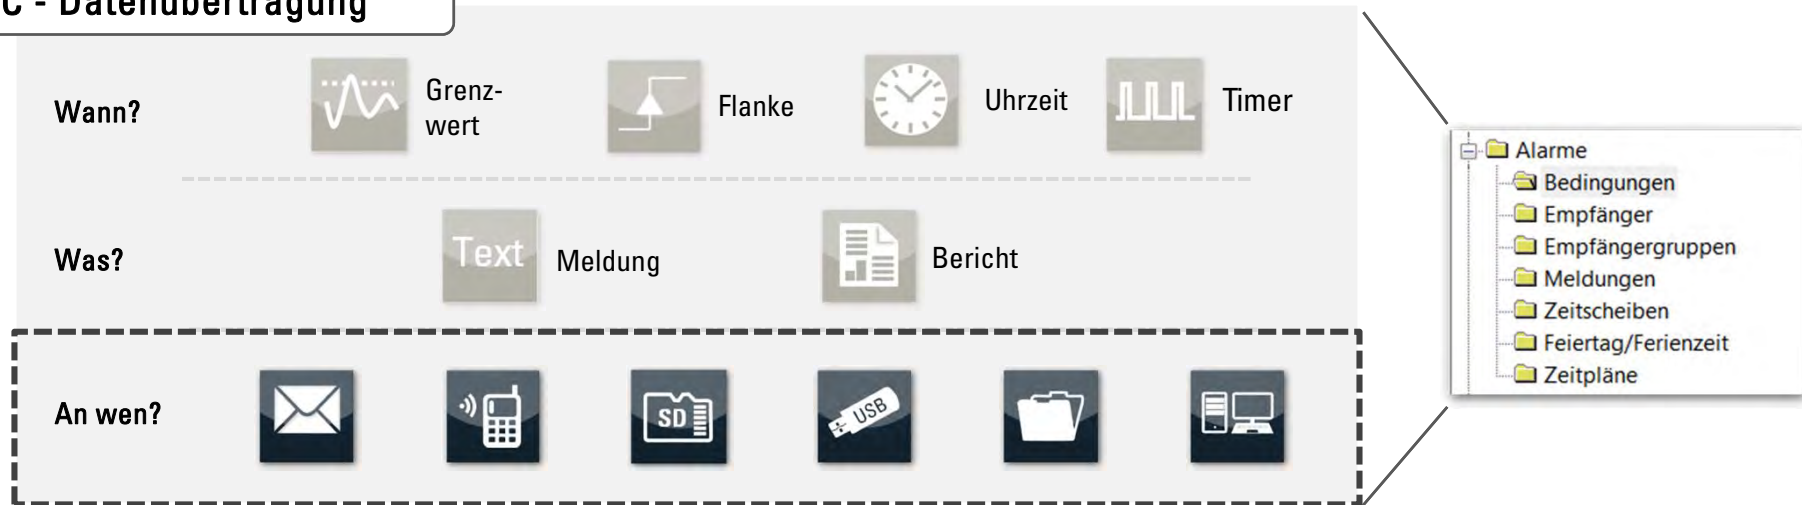 C - Datenübertragung
Wann?
Grenz-
wert
Flanke
Uhrzeit
Timer
Was?
Text
Meldung
Bericht
An wen?
SD
USB
Alarme
Bedingungen
Empfänger
Empfängergruppen
Meldungen
Zeitscheiben
Feiertag/Ferienzeit
Zeitpläne